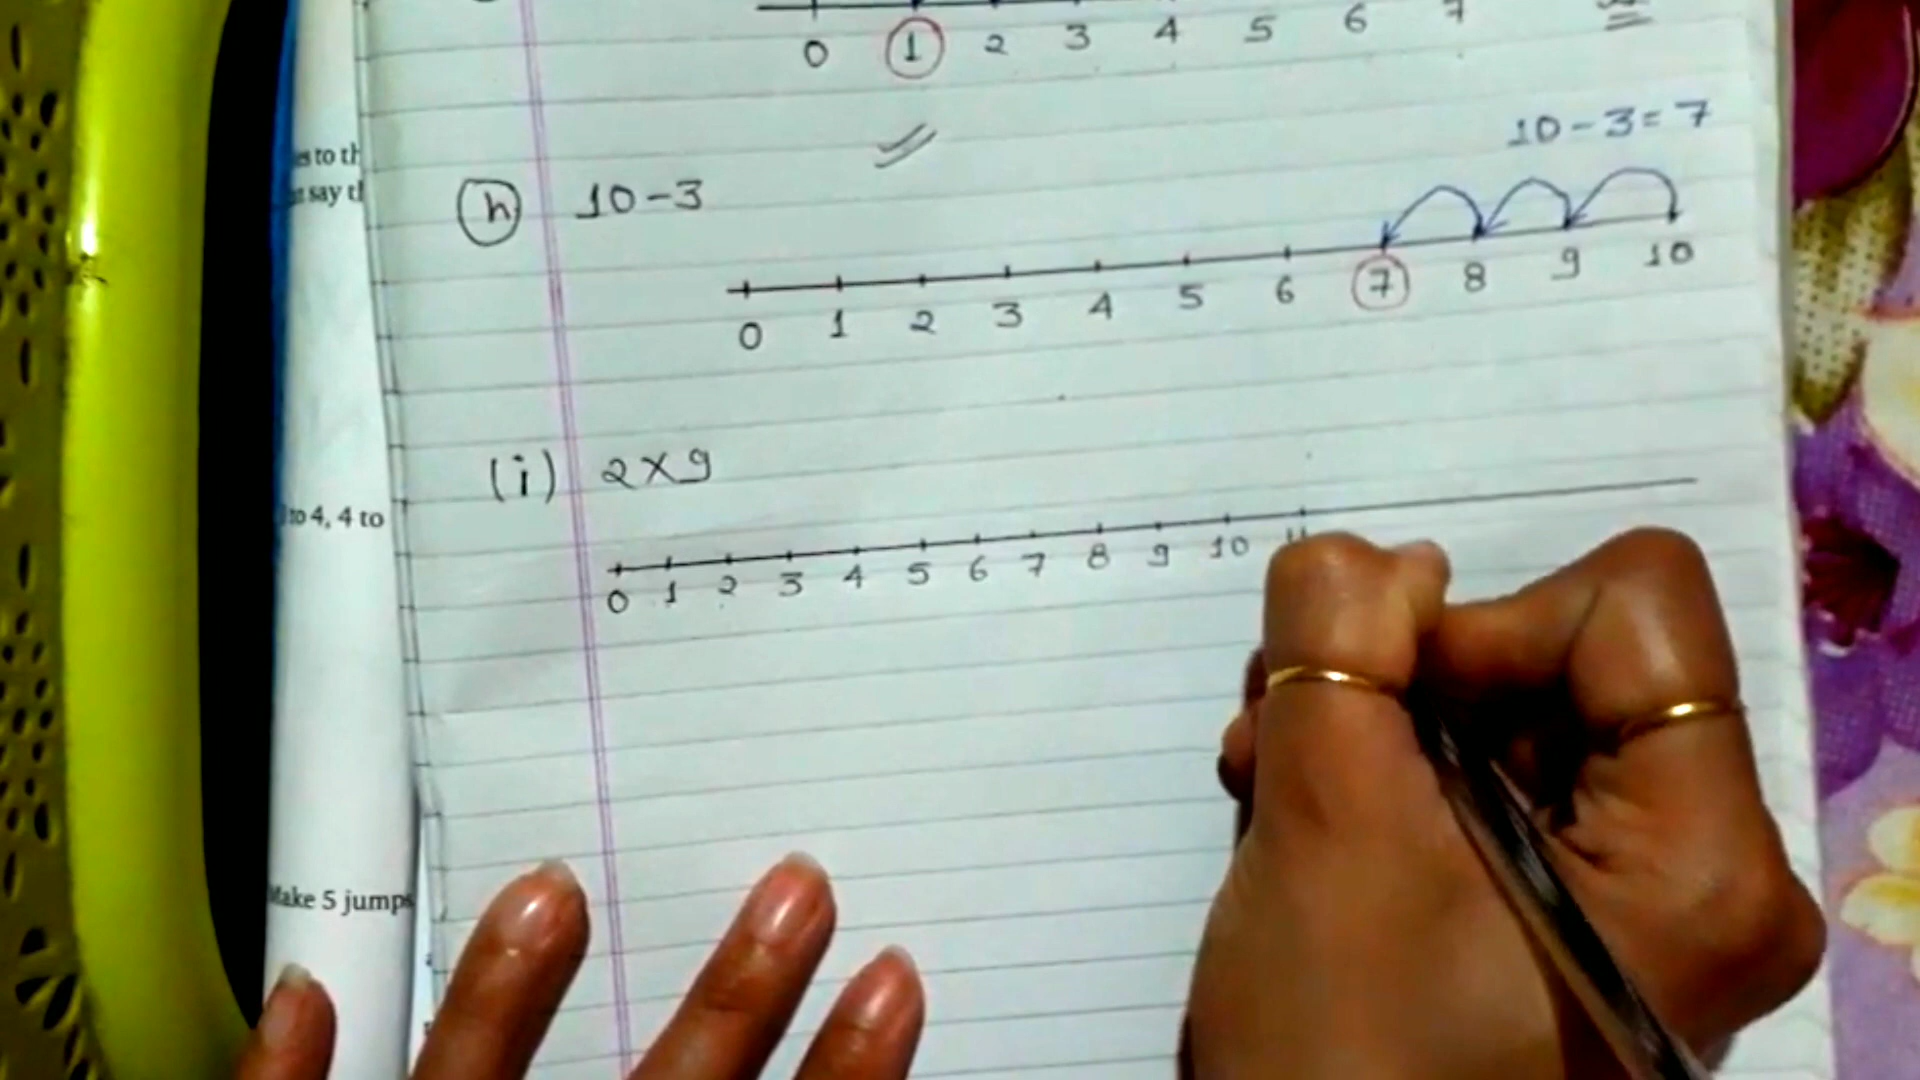 0 1 2 3 4 5 6 7
10-3=7
(h) 10-3
0 1 2 3 4 5 6 7 8 9 10
(i) 2×9
0 1 2 3 4 5 6 7 8 9 10 11
to th
say th
to 4, 4 to
Make 5 jumps